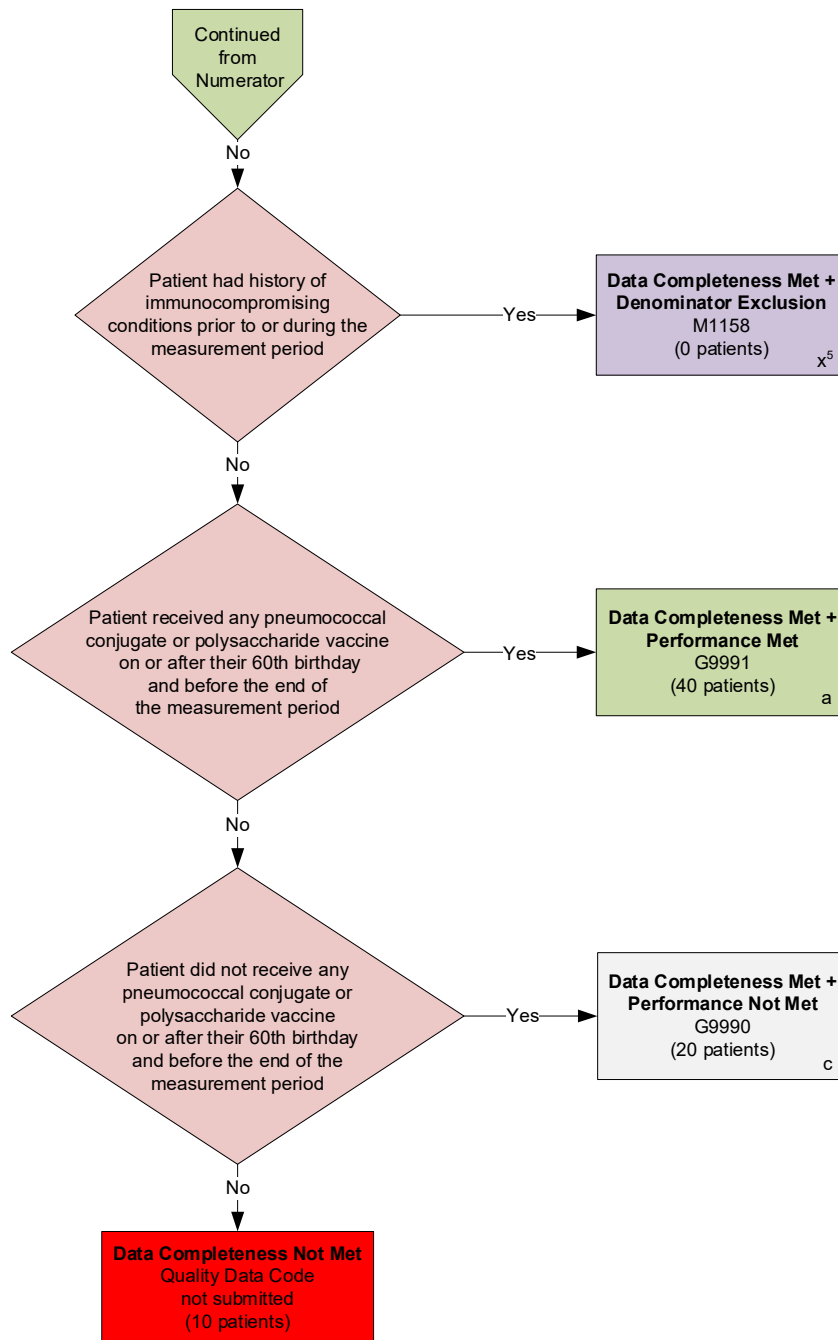 Continued
from
Numerator
No
Patient had history of
immunocompromising
conditions prior to or during the
measurement period
Yes
Data Completeness Met +
Denominator Exclusion
M1158
(0 patients)
x⁵
No
Patient received any pneumococcal
conjugate or polysaccharide vaccine
on or after their 60th birthday
and before the end of
the measurement period
Yes
Data Completeness Met +
Performance Met
G9991
(40 patients)
a
No
Patient did not receive any
pneumococcal conjugate or
polysaccharide vaccine
on or after their 60th birthday
and before the end of the
measurement period
Yes
Data Completeness Met +
Performance Not Met
G9990
(20 patients)
c
No
Data Completeness Not Met
Quality Data Code
not submitted
(10 patients)